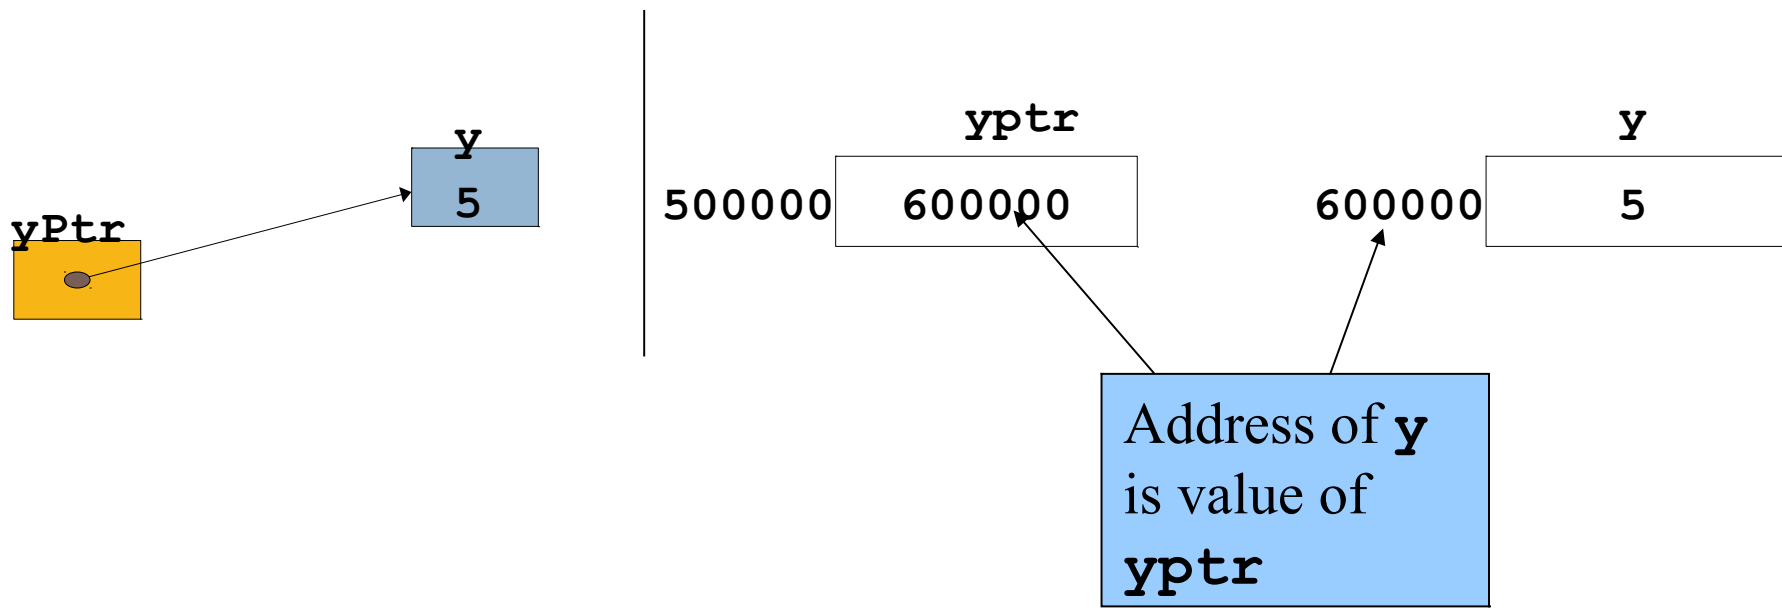 y
5
yPtr
yptr
y
500000 600000
600000 5
Address of y
is value of
yptr